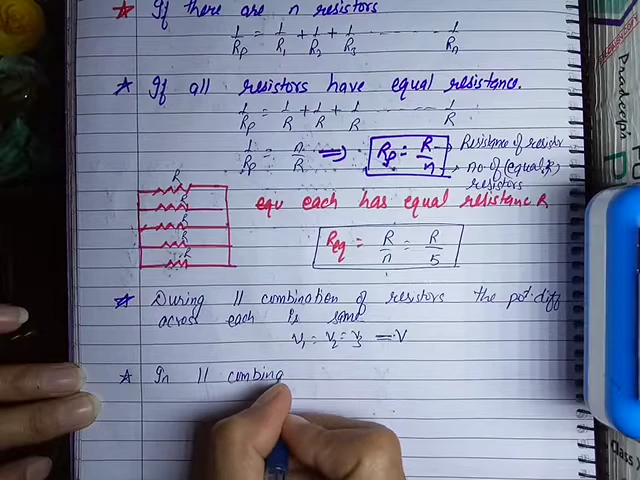 If there are n resistors
1/Rp = 1/R1 + 1/R2 + 1/R3 ------- 1/Rn
If all resistors have equal resistance.
1/Rp = 1/R + 1/R + 1/R ------- 1/R
1/Rp = n/R ⇒ Rp = R/n → Resistance of resistor
→ no of (equal R) resistors
R
R
R
R
R
equ each has equal resistance R
Req = R/n = R/5
During || combination of resistors the pot. diff
across each is same
V1 = V2 = V3 = V
In || combing
Pradeep's